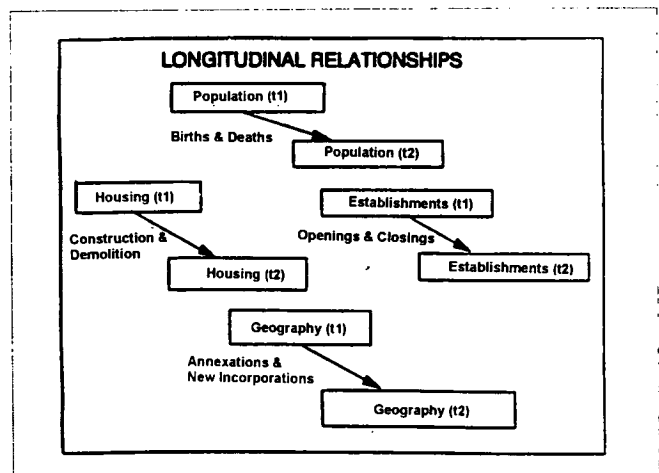 LONGITUDINAL RELATIONSHIPS
Population (t1)
Births & Deaths
Population (t2)
Housing (t1)
Construction &
Demolition
Housing (t2)
Establishments (t1)
Openings & Closings
Establishments (t2)
Geography (t1)
Annexations &
New Incorporations
Geography (t2)